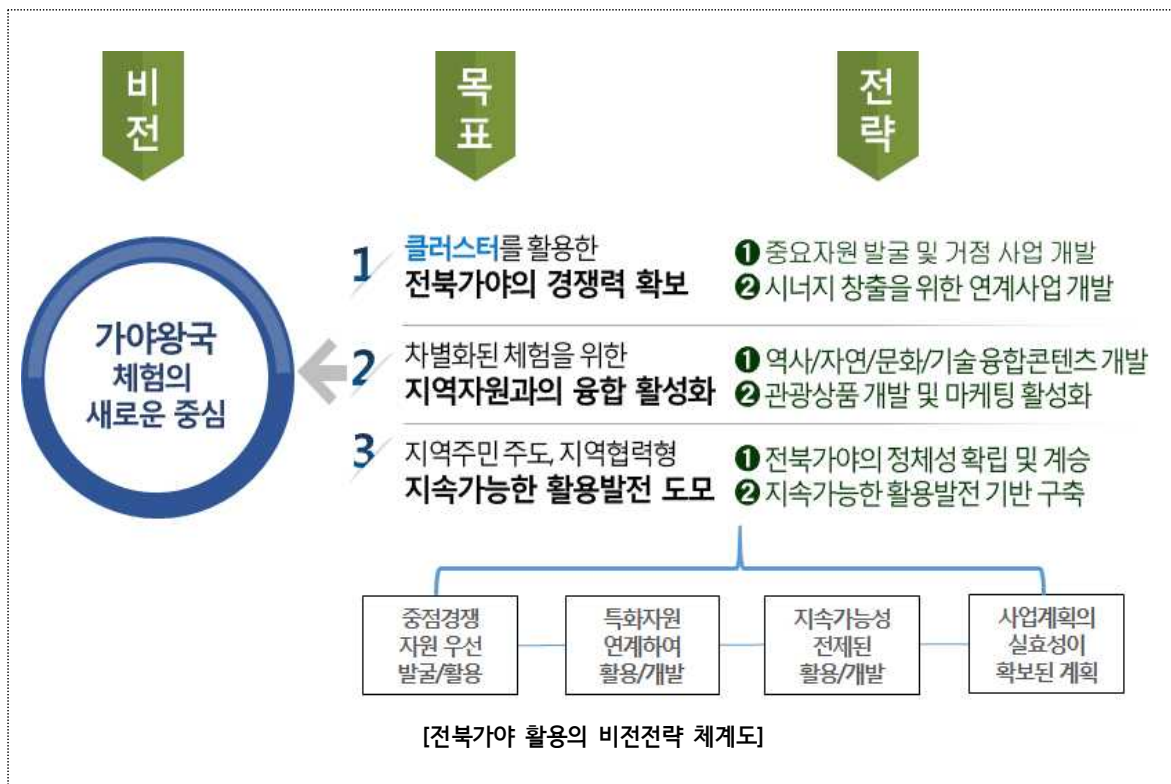 비전
목표
전략
가야왕국
체험의
새로운 중심
1
클러스터를 활용한
전북가야의 경쟁력 확보
❶ 중요자원 발굴 및 거점 사업 개발
❷ 시너지 창출을 위한 연계사업 개발
2
차별화된 체험을 위한
지역자원과의 융합 활성화
❶ 역사/자연/문화/기술 융합콘텐츠 개발
❷ 관광상품 개발 및 마케팅 활성화
3
지역주민 주도, 지역협력형
지속가능한 활용발전 도모
❶ 전북가야의 정체성 확립 및 계승
❷ 지속가능한 활용발전 기반 구축
중점경쟁
자원 우선
발굴/활용
특화자원
연계하여
활용/개발
지속가능성
전제된
활용/개발
사업계획의
실효성이
확보된 계획
[전북가야 활용의 비전전략 체계도]